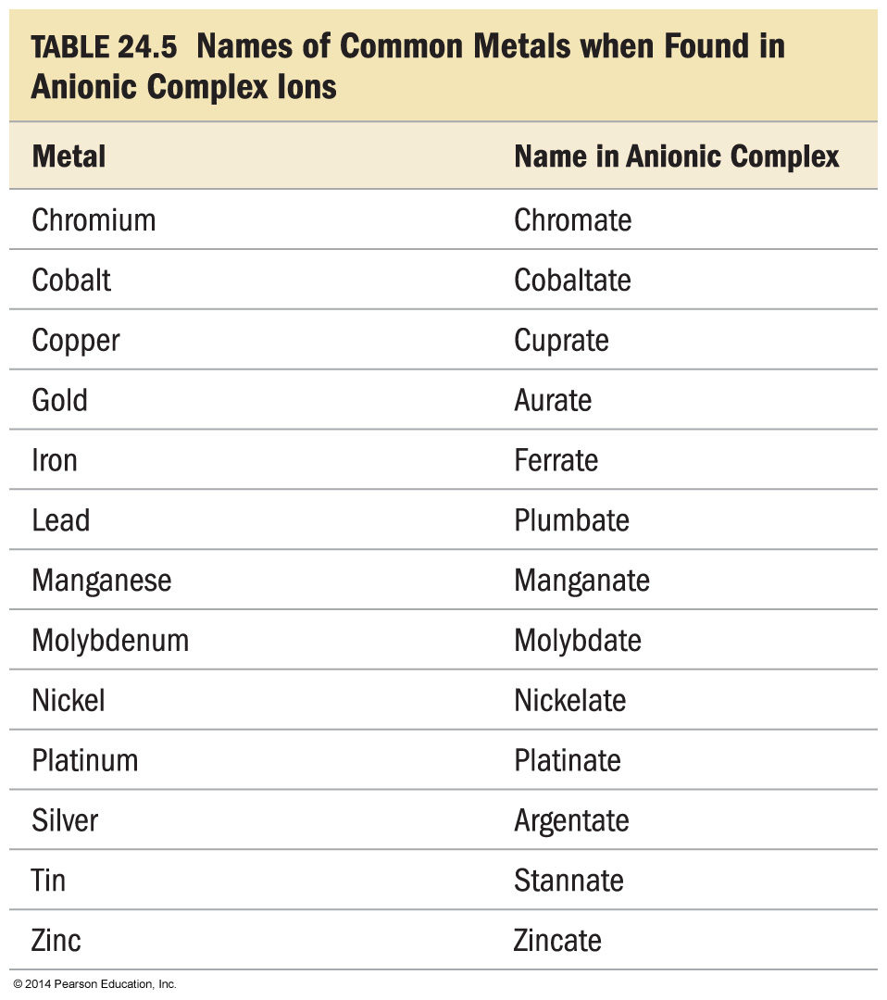 TABLE 24.5 Names of Common Metals when Found in
Anionic Complex Ions
Metal Name in Anionic Complex
Chromium Chromate
Cobalt Cobaltate
Copper Cuprate
Gold Aurate
Iron Ferrate
Lead Plumbate
Manganese Manganate
Molybdenum Molybdate
Nickel Nickelate
Platinum Platinate
Silver Argentate
Tin Stannate
Zinc Zincate
© 2014 Pearson Education, Inc.